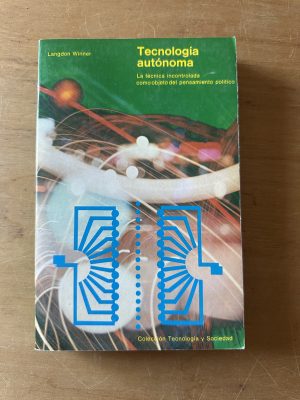 Langdon Winner
Tecnología
autónoma
La técnica incontrolada
como objeto del pensamiento político
Colección Tecnología y Sociedad